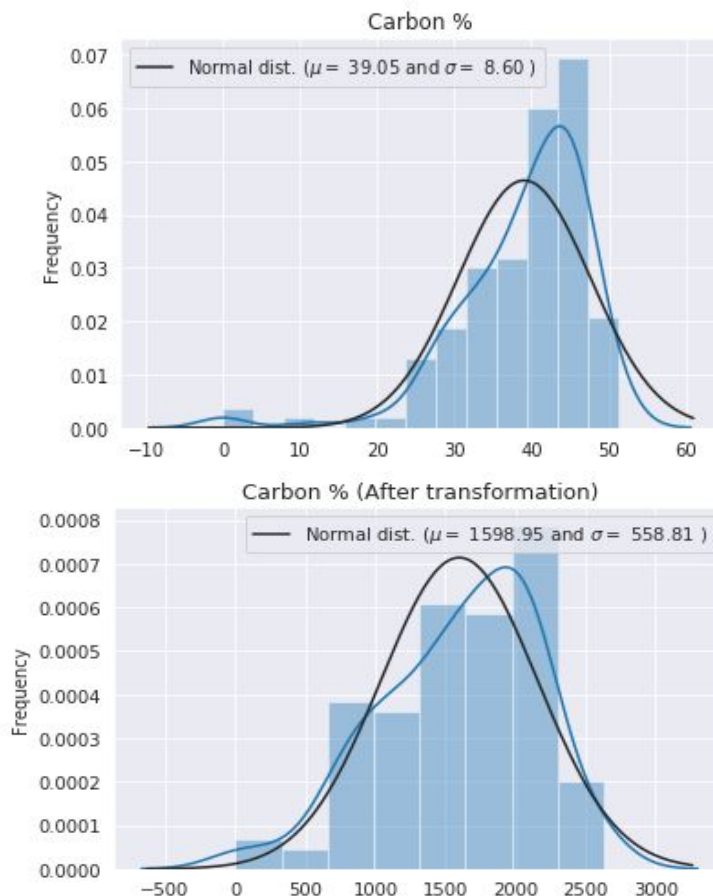 Carbon %
Normal dist. (μ = 39.05 and σ = 8.60 )
0.07
0.06
0.05
0.04
0.03
0.02
0.01
0.00
Frequency
−10 0 10 20 30 40 50 60
Carbon % (After transformation)
Normal dist. (μ = 1598.95 and σ = 558.81 )
0.0008
0.0007
0.0006
0.0005
0.0004
0.0003
0.0002
0.0001
0.0000
Frequency
−500 0 500 1000 1500 2000 2500 3000